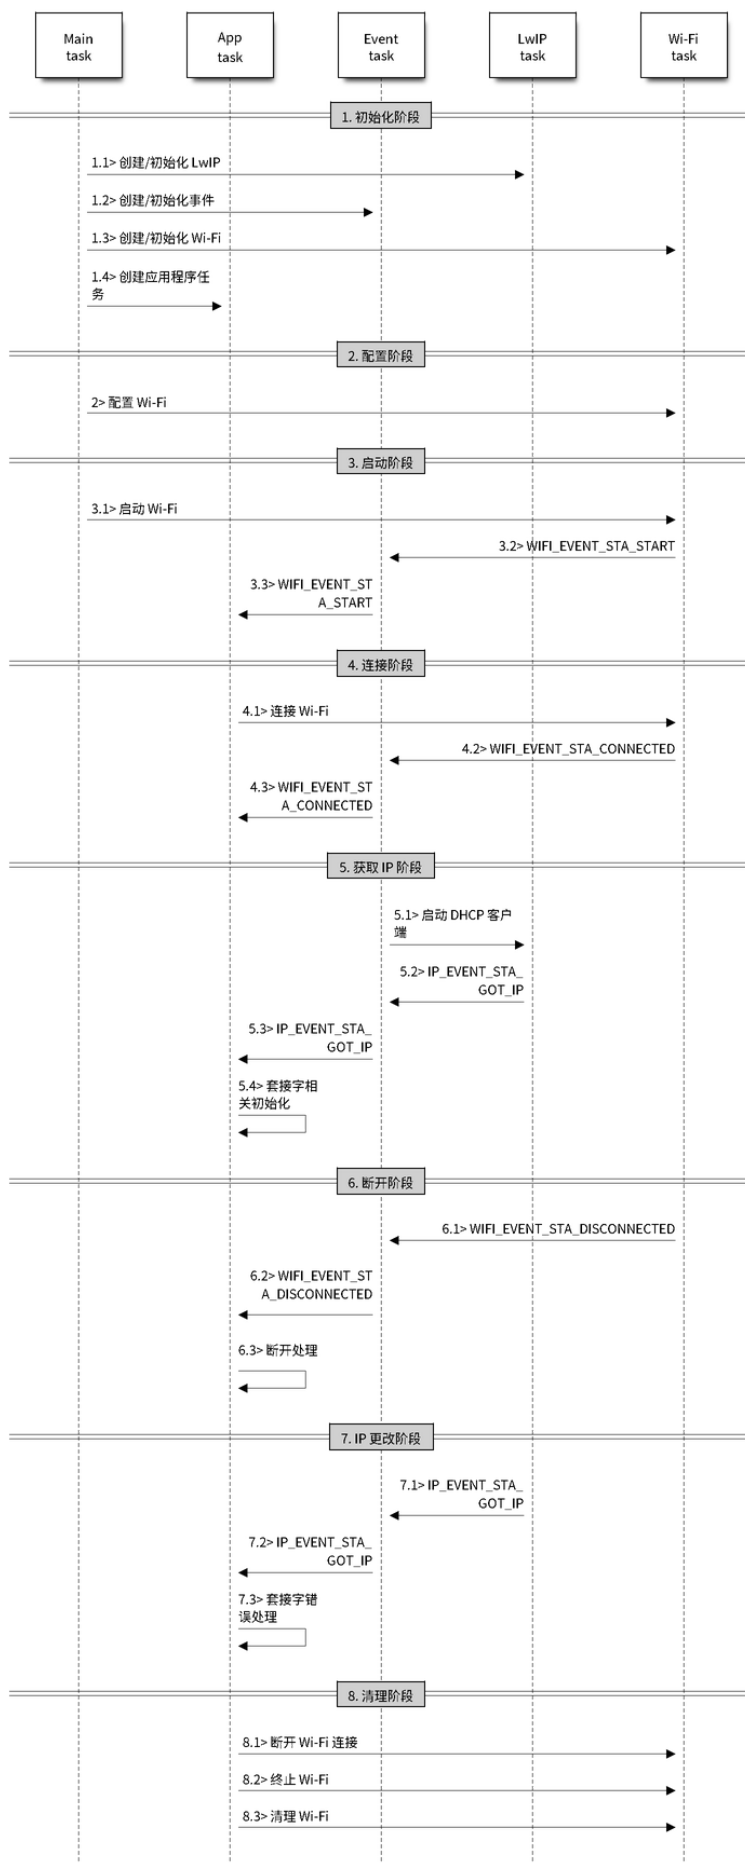 Main
task
App
task
Event
task
LwIP
task
Wi-Fi
task
1. 初始化阶段
1.1> 创建/初始化 LwIP
1.2> 创建/初始化事件
1.3> 创建/初始化 Wi-Fi
1.4> 创建应用程序任
务
2. 配置阶段
2> 配置 Wi-Fi
3. 启动阶段
3.1> 启动 Wi-Fi
3.2> WIFI_EVENT_STA_START
3.3> WIFI_EVENT_ST
A_START
4. 连接阶段
4.1> 连接 Wi-Fi
4.2> WIFI_EVENT_STA_CONNECTED
4.3> WIFI_EVENT_ST
A_CONNECTED
5. 获取 IP 阶段
5.1> 启动 DHCP 客户
端
5.2> IP_EVENT_STA_
GOT_IP
5.3> IP_EVENT_STA_
GOT_IP
5.4> 套接字相
关初始化
6. 断开阶段
6.1> WIFI_EVENT_STA_DISCONNECTED
6.2> WIFI_EVENT_ST
A_DISCONNECTED
6.3> 断开处理
7. IP 更改阶段
7.1> IP_EVENT_STA_
GOT_IP
7.2> IP_EVENT_STA_
GOT_IP
7.3> 套接字错
误处理
8. 清理阶段
8.1> 断开 Wi-Fi 连接
8.2> 终止 Wi-Fi
8.3> 清理 Wi-Fi